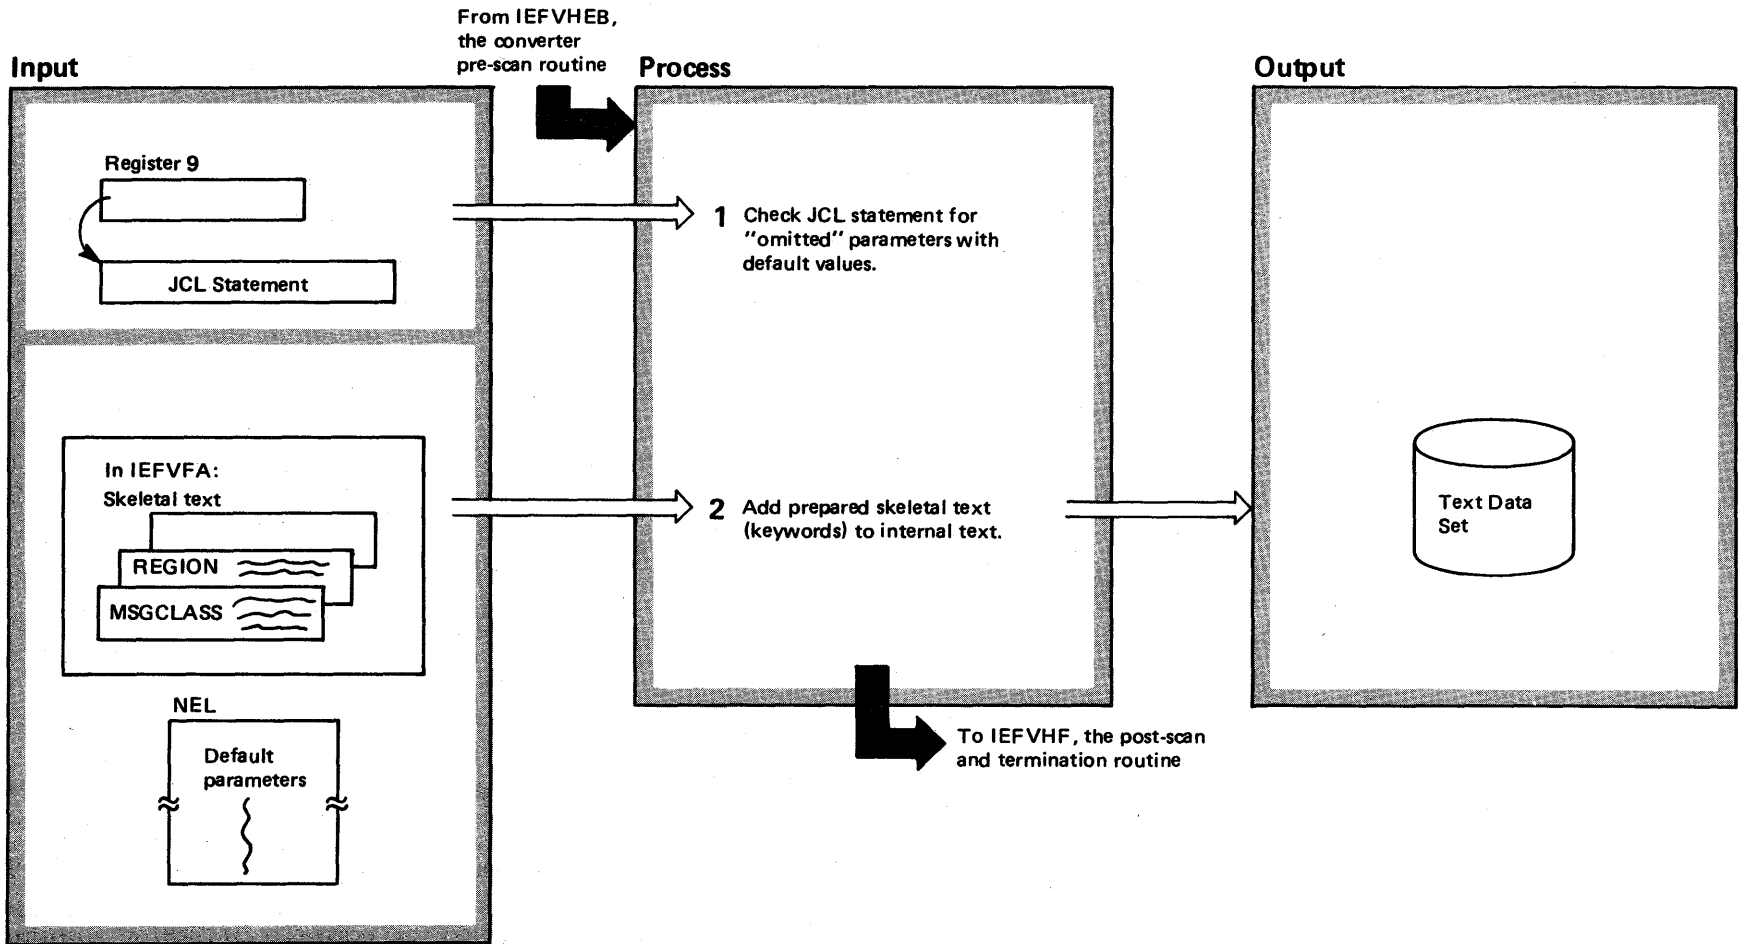 From IEFVHEB,
the converter
pre-scan routine
Input
Process
Output
Register 9
JCL Statement
1 Check JCL statement for
"omitted" parameters with
default values.
In IEFVFA:
Skeletal text
REGION
MSGCLASS
2 Add prepared skeletal text
(keywords) to internal text.
Text Data
Set
NEL
Default
parameters
To IEFVHF, the post-scan
and termination routine